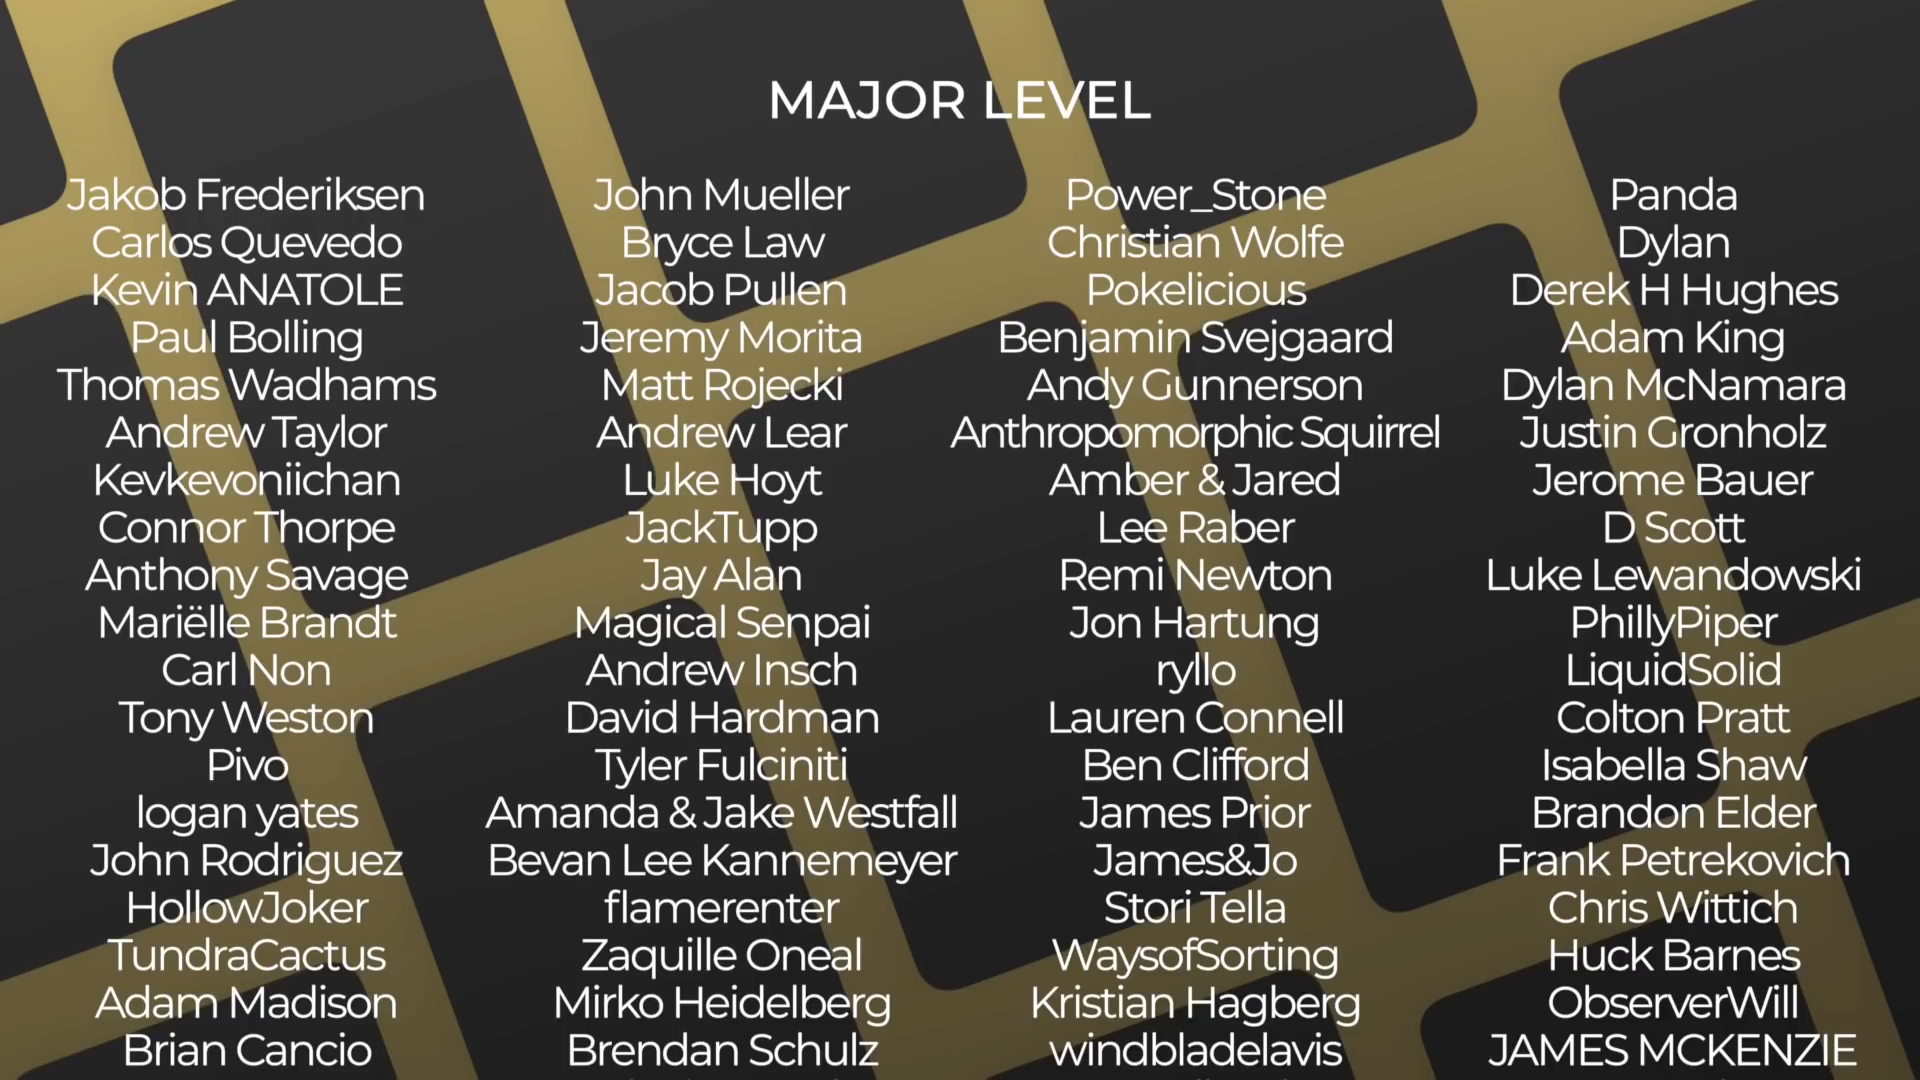 MAJOR LEVEL
Jakob Frederiksen
Carlos Quevedo
Kevin ANATOLE
Paul Bolling
Thomas Wadhams
Andrew Taylor
Kevkevoniichan
Connor Thorpe
Anthony Savage
Mariëlle Brandt
Carl Non
Tony Weston
Pivo
logan yates
John Rodriguez
HollowJoker
TundraCactus
Adam Madison
Brian Cancio
John Mueller
Bryce Law
Jacob Pullen
Jeremy Morita
Matt Rojecki
Andrew Lear
Luke Hoyt
JackTupp
Jay Alan
Magical Senpai
Andrew Insch
David Hardman
Tyler Fulciniti
Amanda & Jake Westfall
Bevan Lee Kannemeyer
flamerenter
Zaquille Oneal
Mirko Heidelberg
Brendan Schulz
Power_Stone
Christian Wolfe
Pokelicious
Benjamin Svejgaard
Andy Gunnerson
Anthropomorphic Squirrel
Amber & Jared
Lee Raber
Remi Newton
Jon Hartung
ryllo
Lauren Connell
Ben Clifford
James Prior
James&Jo
Stori Tella
WaysofSorting
Kristian Hagberg
windbladelavis
Panda
Dylan
Derek H Hughes
Adam King
Dylan McNamara
Justin Gronholz
Jerome Bauer
D Scott
Luke Lewandowski
PhillyPiper
LiquidSolid
Colton Pratt
Isabella Shaw
Brandon Elder
Frank Petrekovich
Chris Wittich
Huck Barnes
ObserverWill
JAMES MCKENZIE